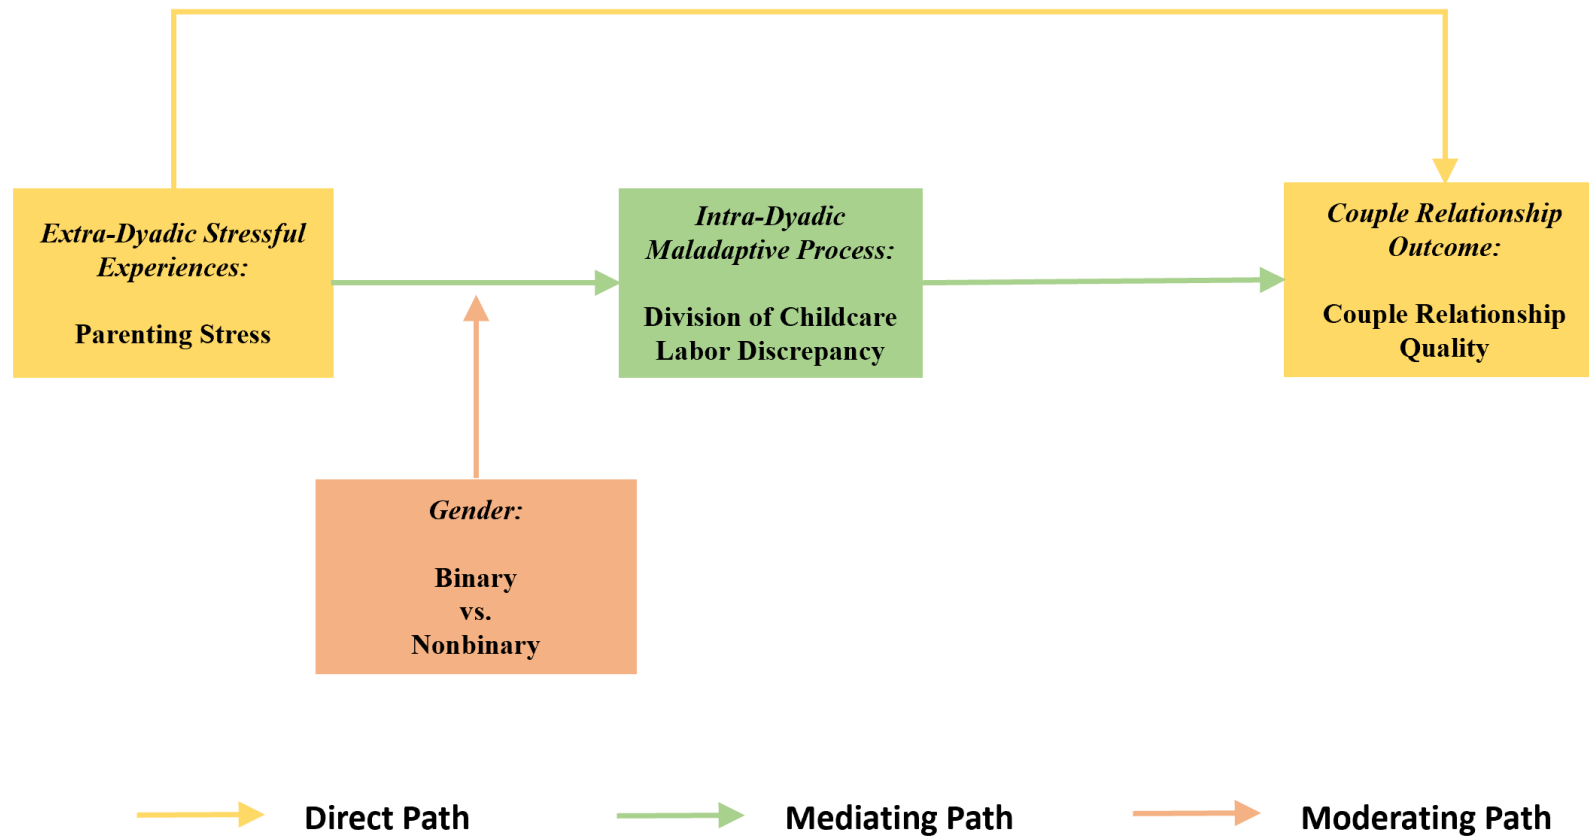 Extra-Dyadic Stressful
Experiences:
Parenting Stress
Intra-Dyadic
Maladaptive Process:
Division of Childcare
Labor Discrepancy
Couple Relationship
Outcome:
Couple Relationship
Quality
Gender:
Binary
vs.
Nonbinary
Direct Path
Mediating Path
Moderating Path